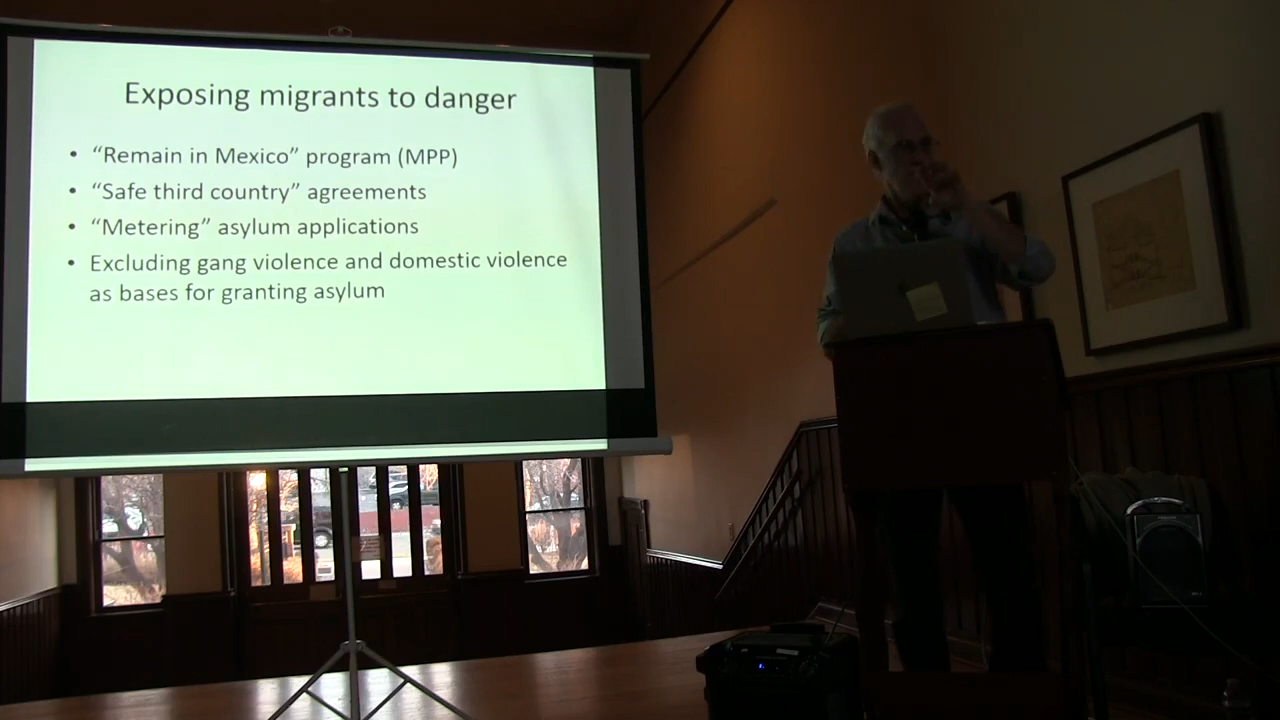 Exposing migrants to danger
• “Remain in Mexico” program (MPP)
• “Safe third country” agreements
• “Metering” asylum applications
• Excluding gang violence and domestic violence
as bases for granting asylum